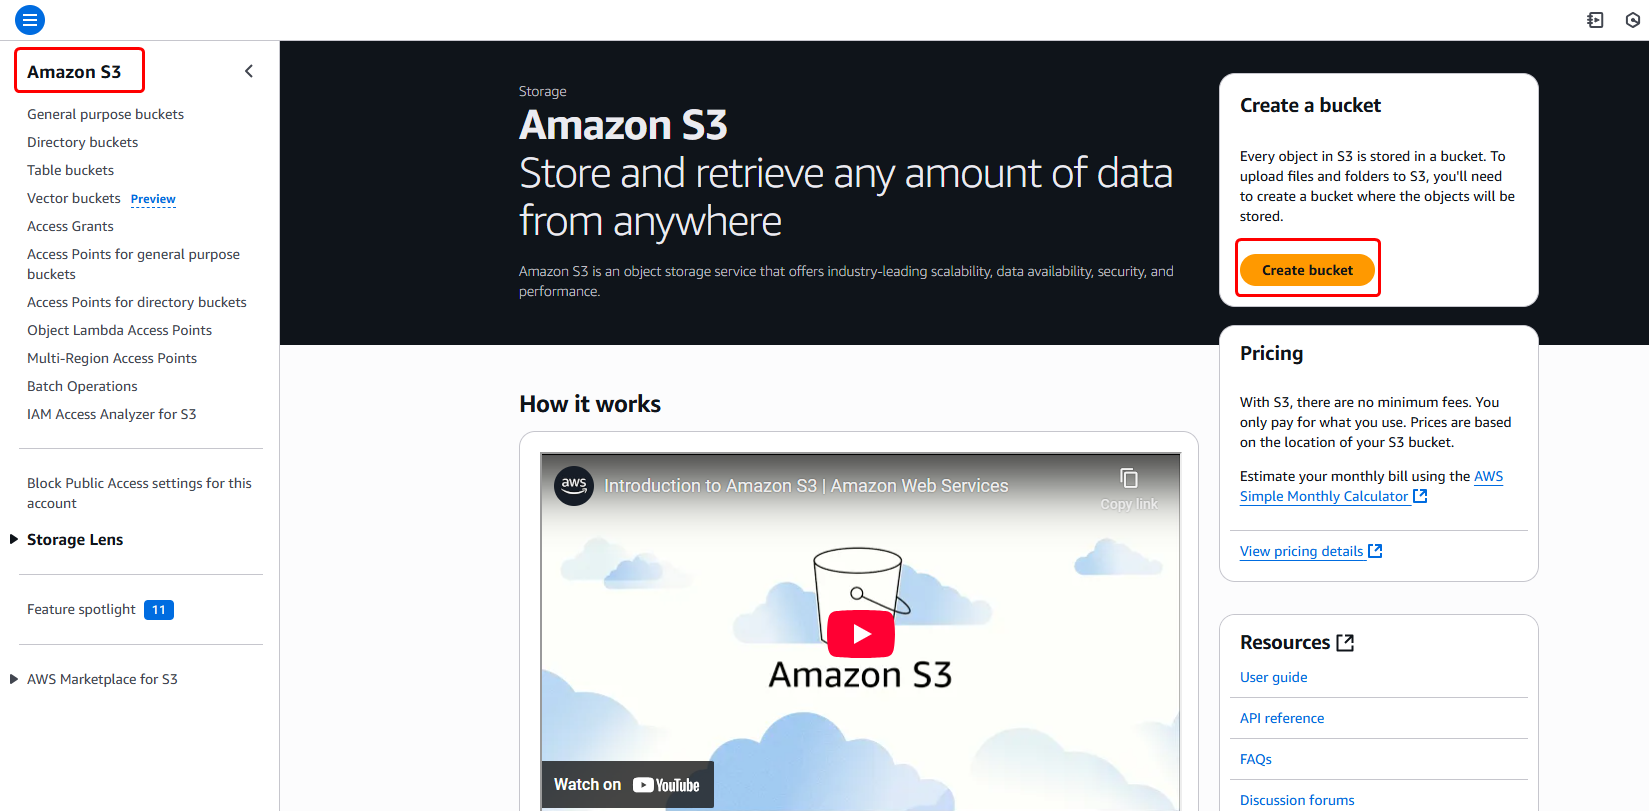 Amazon S3
General purpose buckets
Directory buckets
Table buckets
Vector buckets Preview
Access Grants
Access Points for general purpose
buckets
Access Points for directory buckets
Object Lambda Access Points
Multi-Region Access Points
Batch Operations
IAM Access Analyzer for S3
Block Public Access settings for this
account
Storage Lens
Feature spotlight 11
AWS Marketplace for S3
Storage
Amazon S3
Store and retrieve any amount of data
from anywhere
Amazon S3 is an object storage service that offers industry-leading scalability, data availability, security, and
performance.
Create a bucket
Every object in S3 is stored in a bucket. To
upload files and folders to S3, you'll need
to create a bucket where the objects will be
stored.
Create bucket
How it works
aws Introduction to Amazon S3 | Amazon Web Services
Copy link
Amazon S3
Watch on YouTube
Pricing
With S3, there are no minimum fees. You
only pay for what you use. Prices are based
on the location of your S3 bucket.
Estimate your monthly bill using the AWS
Simple Monthly Calculator
View pricing details
Resources
User guide
API reference
FAQs
Discussion forums